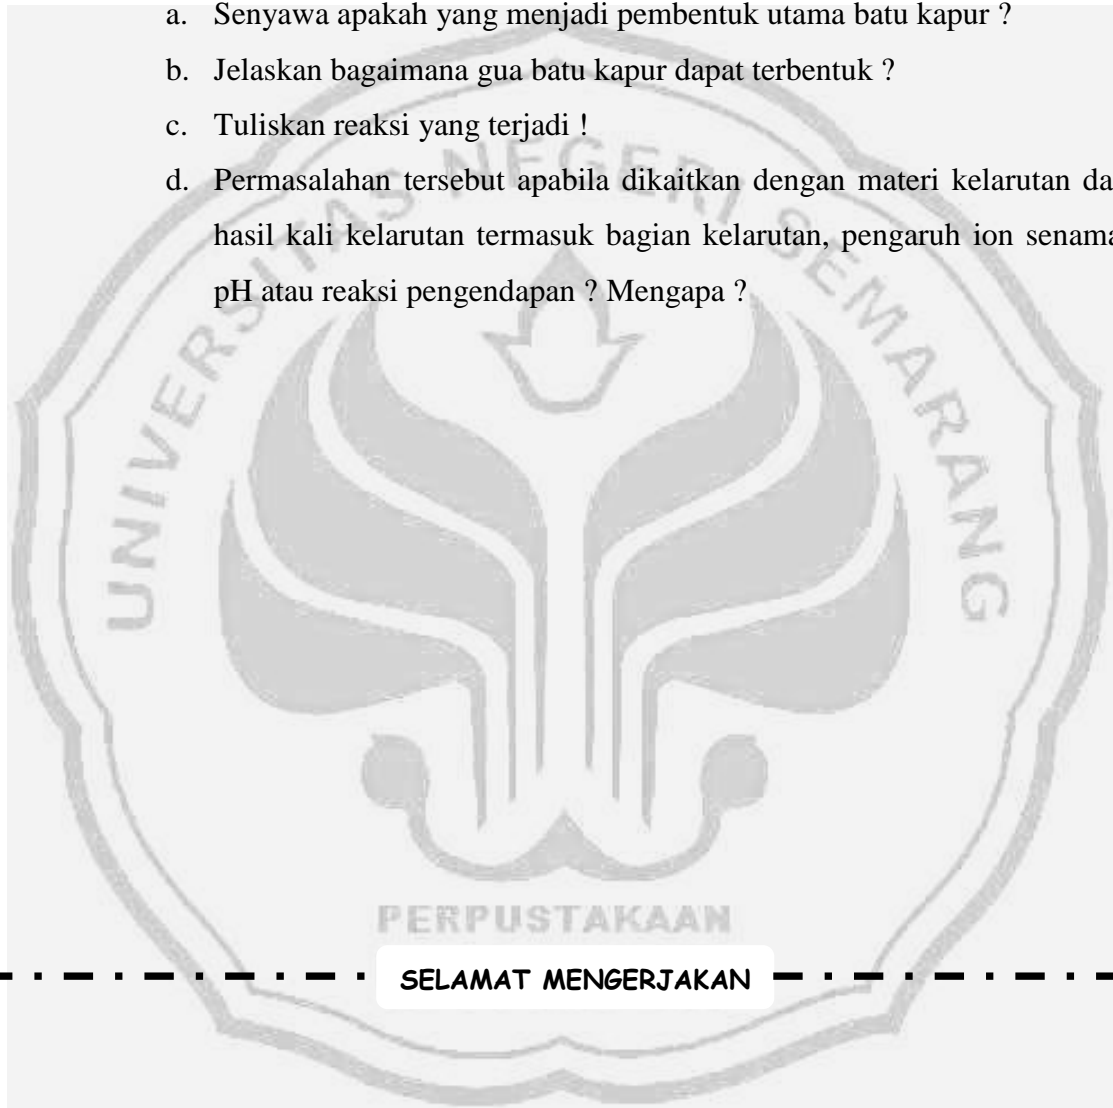 a. Senyawa apakah yang menjadi pembentuk utama batu kapur ?
b. Jelaskan bagaimana gua batu kapur dapat terbentuk ?
c. Tuliskan reaksi yang terjadi !
d. Permasalahan tersebut apabila dikaitkan dengan materi kelarutan da
hasil kali kelarutan termasuk bagian kelarutan, pengaruh ion senama
pH atau reaksi pengendapan ? Mengapa ?
UNIVERSITAS NEGERI SEMARANG
PERPUSTAKAAN
SELAMAT MENGERJAKAN